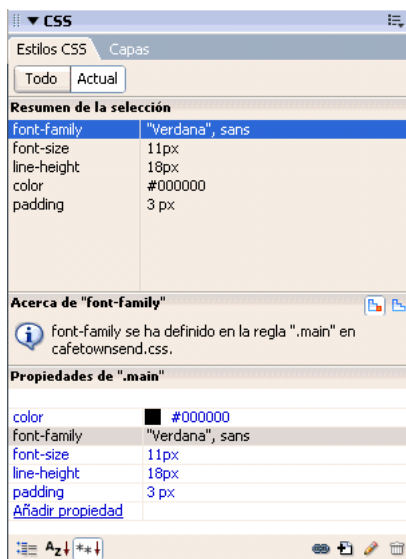 CSS
Estilos CSS Capas
Todo Actual
Resumen de la selección
font-family "Verdana", sans
font-size 11px
line-height 18px
color #000000
padding 3 px
Acerca de "font-family"
font-family se ha definido en la regla ".main" en
cafetownsend.css.
Propiedades de ".main"
color #000000
font-family "Verdana", sans
font-size 11px
line-height 18px
padding 3 px
Añadir propiedad
AZ↓ **↓